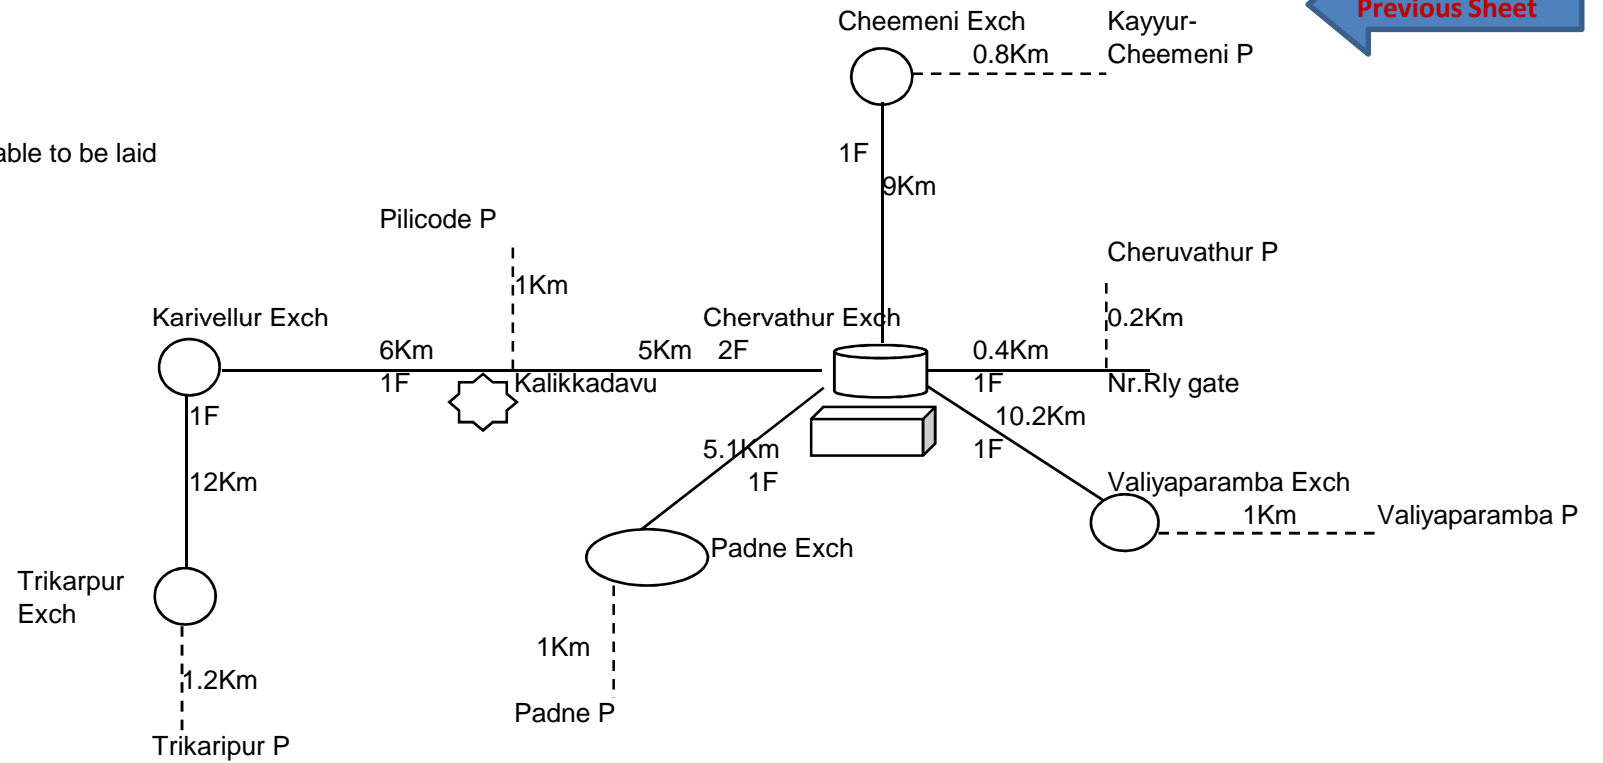 Previous Sheet
Cheemeni Exch
Kayyur-
Cheemeni P
0.8Km
able to be laid
1F
9Km
Pilicode P
1Km
Cheruvathur P
0.2Km
Karivellur Exch
Chervathur Exch
6Km
1F
5Km 2F
0.4Km
1F
Kalikkadavu
Nr.Rly gate
1F
12Km
5.1Km
1F
10.2Km
1F
Valiyaparamba Exch
1Km
Valiyaparamba P
Padne Exch
Trikarpur
Exch
1Km
1.2Km
Padne P
Trikaripur P